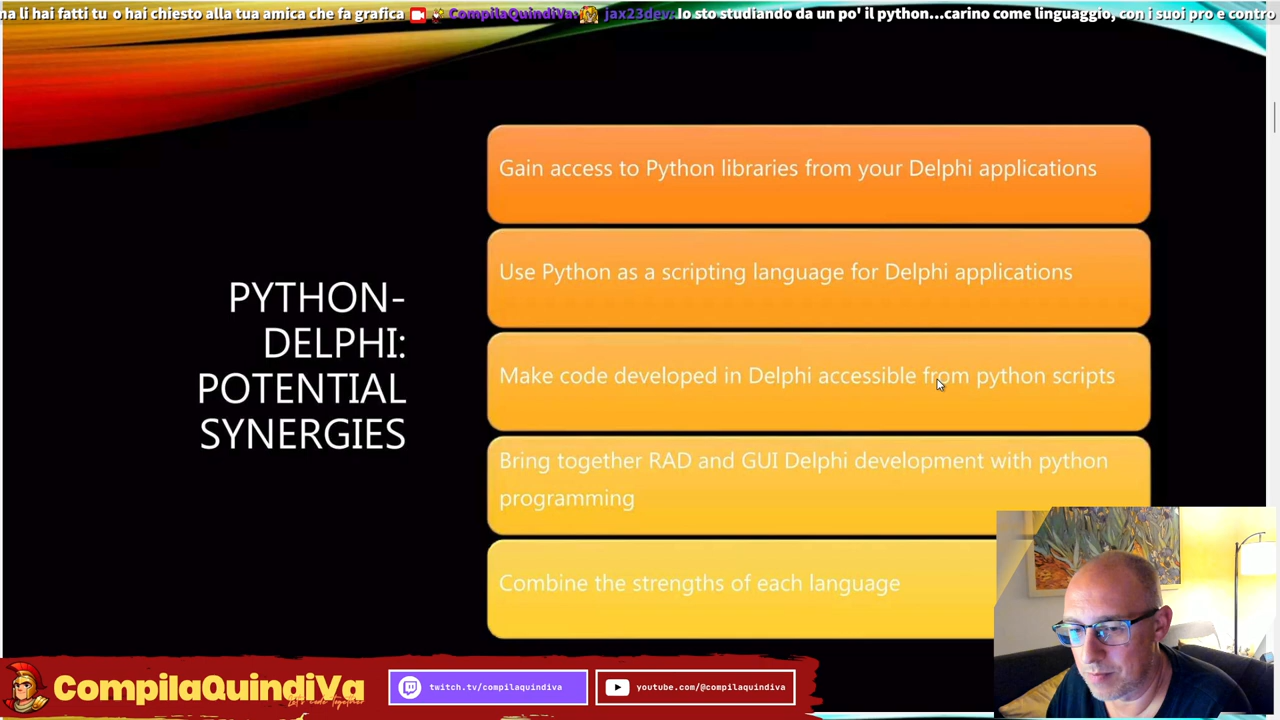 na li hai fatti tu o hai chiesto alla tua amica che fa grafica CompilaQuindiVa: jax23dev: Io sto studiando da un po' il python...carino come linguaggio, con i suoi pro e contro
Gain access to Python libraries from your Delphi applications
Use Python as a scripting language for Delphi applications
PYTHON-
DELPHI:
POTENTIAL
SYNERGIES
Make code developed in Delphi accessible from python scripts
Bring together RAD and GUI Delphi development with python
programming
Combine the strengths of each language
CompilaQuindiVa
Let's code together
twitch.tv/compilaquindiva
youtube.com/@compilaquindiva